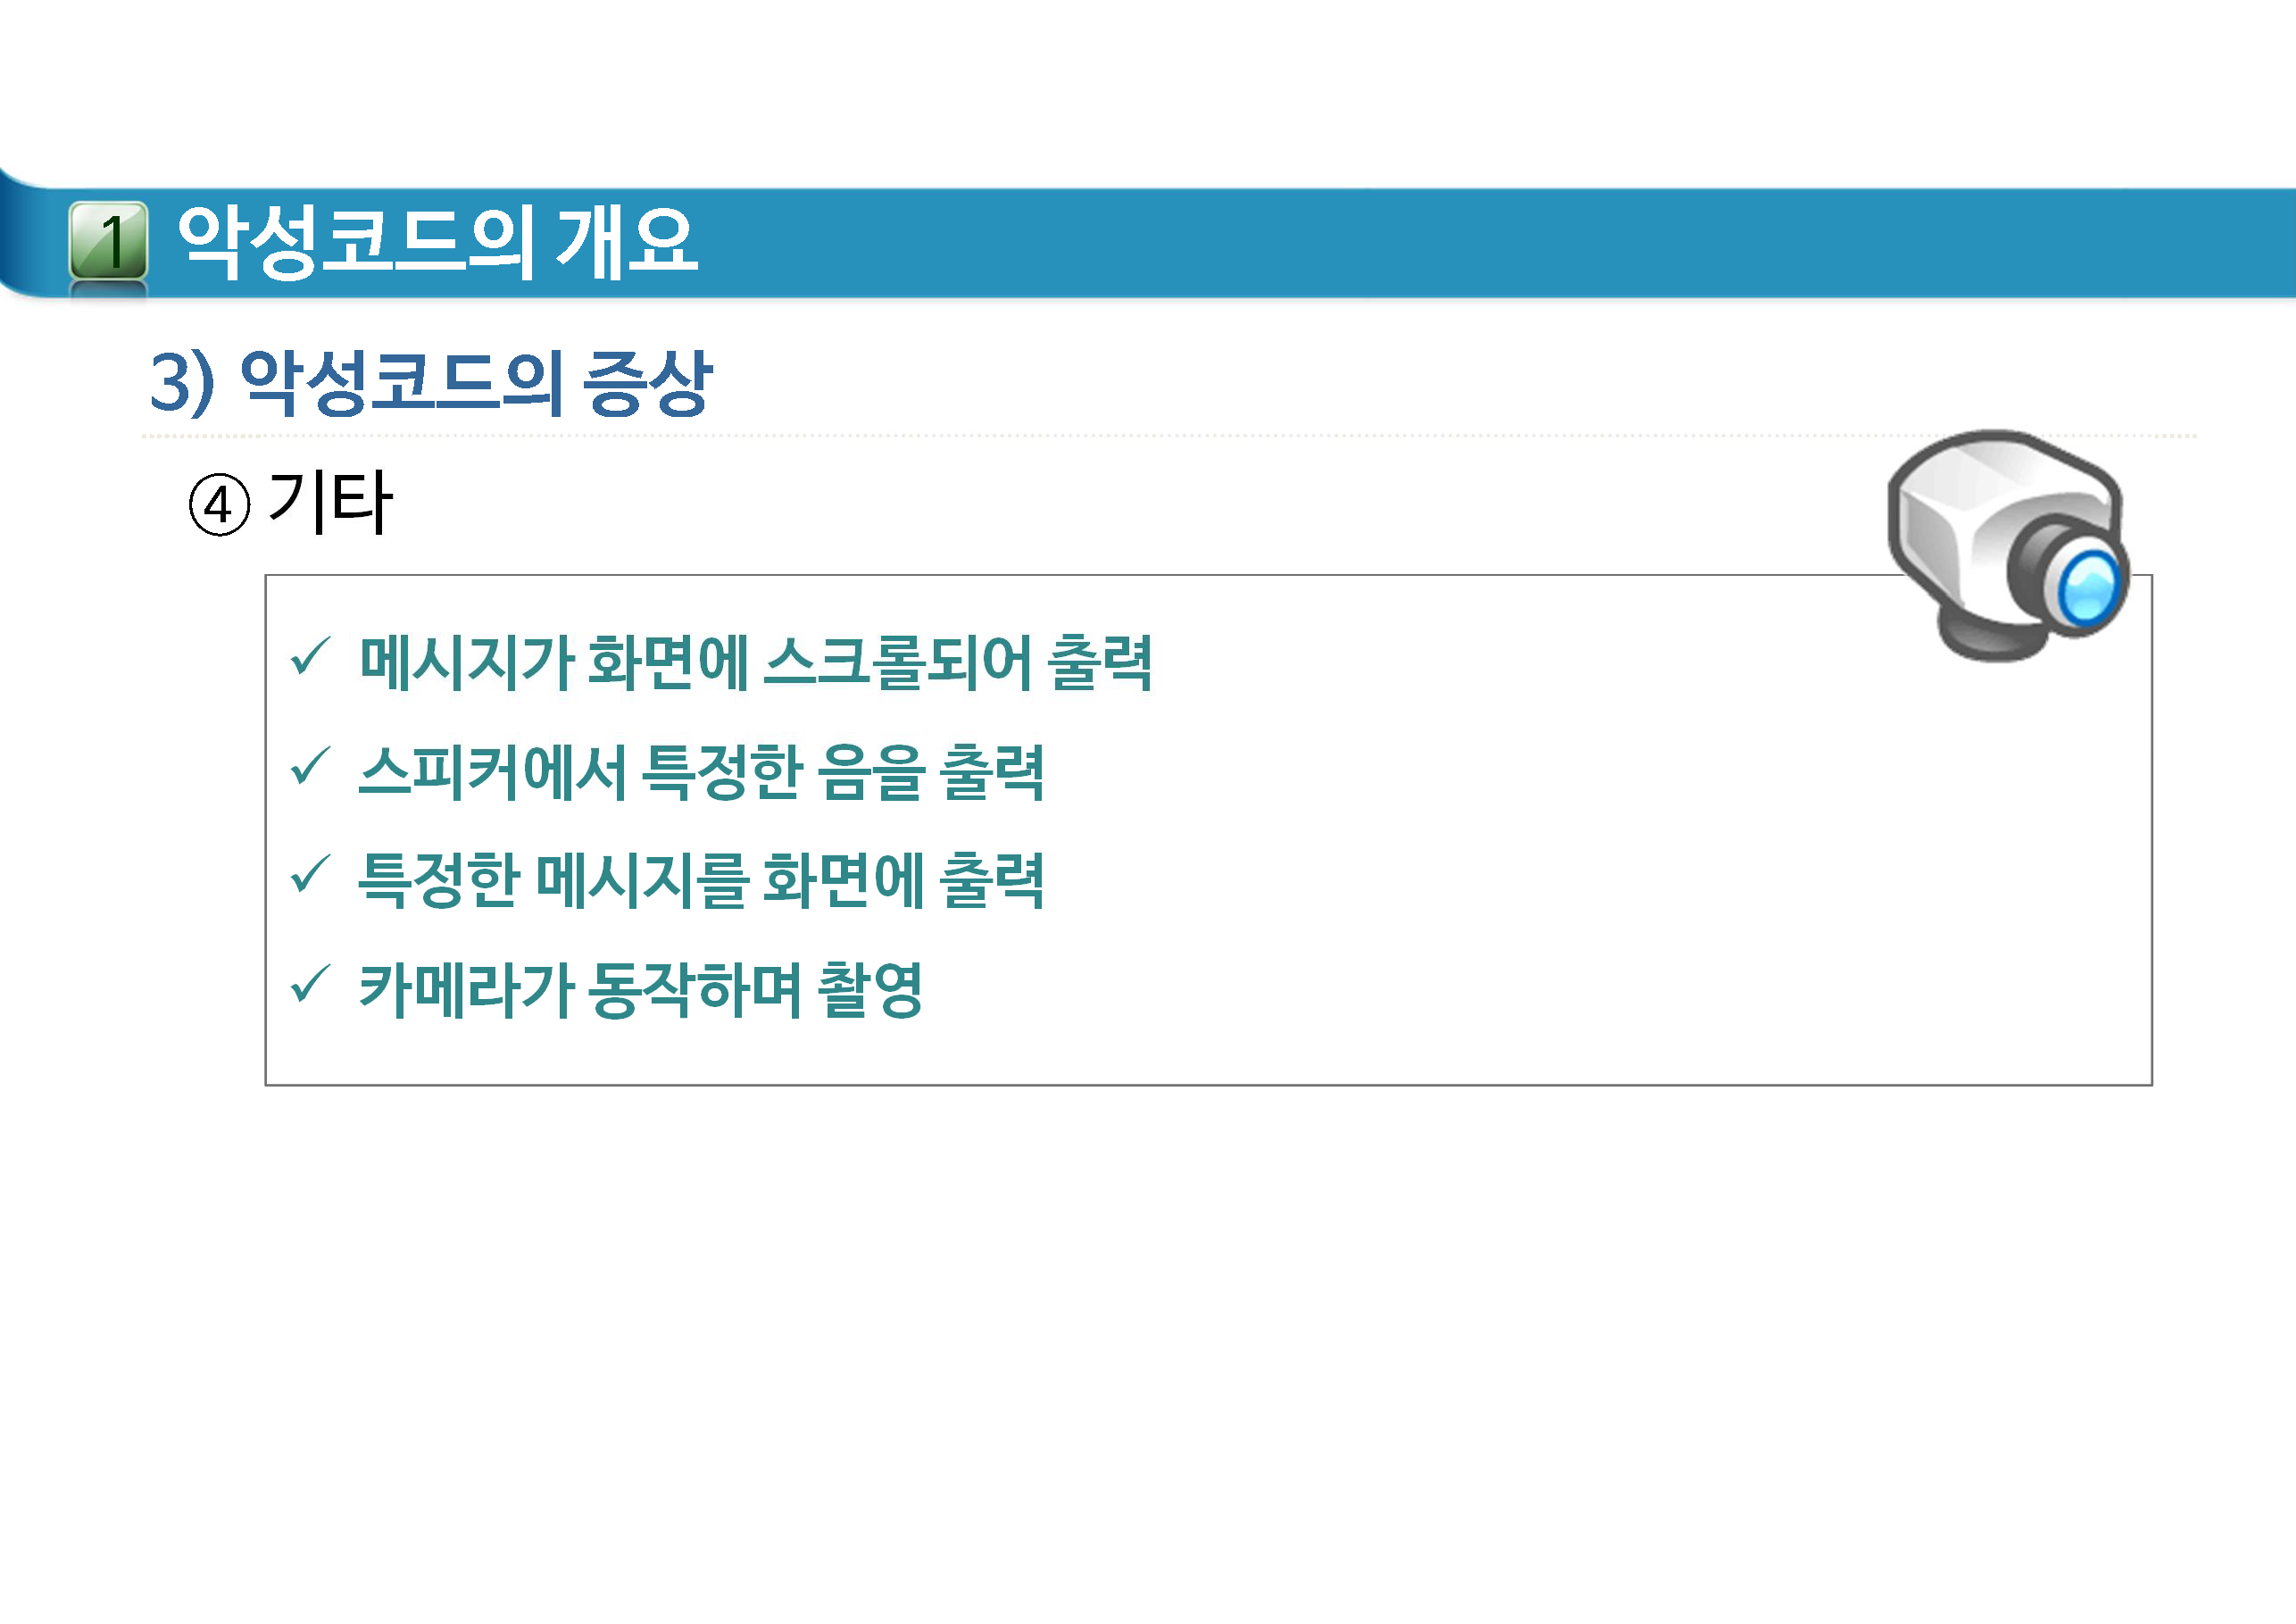 1 악성코드의 개요
3) 악성코드의 증상
④ 기타
✓ 메시지가 화면에 스크롤되어 출력
✓ 스피커에서 특정한 음을 출력
✓ 특정한 메시지를 화면에 출력
✓ 카메라가 동작하며 촬영